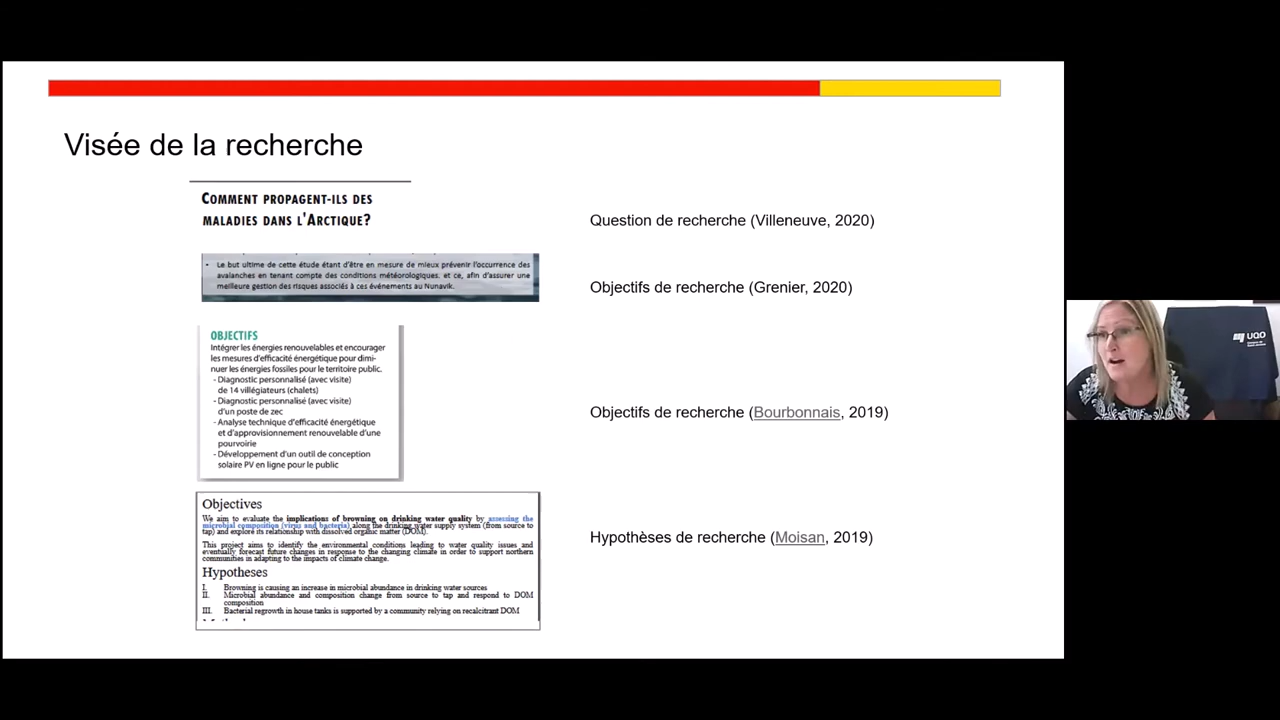 Visée de la recherche
COMMENT PROPAGENT-ILS DES
MALADIES DANS L'ARCTIQUE?
Question de recherche (Villeneuve, 2020)
• Le but ultime de cette étude étant d'être en mesure de mieux prévenir l'occurrence des
avalanches en tenant compte des conditions météorologiques, et ce, afin d'assurer une
meilleure gestion des risques associés à ces événements au Nunavik.
Objectifs de recherche (Grenier, 2020)
OBJECTIFS
Intégrer les énergies renouvelables et encourager
les mesures d'efficacité énergétique pour dimi-
nuer les énergies fossiles pour le territoire public.
- Diagnostic personnalisé (avec visite)
de 14 villégiateurs (chalets)
- Diagnostic personnalisé (avec visite)
d'un poste de zec
- Analyse technique d'efficacité énergétique
et d'approvisionnement renouvelable d'une
pourvoirie
- Développement d'un outil de conception
solaire PV en ligne pour le public
Objectifs de recherche (Bourbonnais, 2019)
Objectives
We aim to evaluate the implications of browning on drinking water quality by assessing the
microbial composition (virus and bacteria) along the drinking water supply system (from source to
tap) and explore its relationship with dissolved organic matter (DOM).
This project aims to identify the environmental conditions leading to water quality issues and
eventually forecast future changes in response to the changing climate in order to support northern
communities in adapting to the impacts of climate change.
Hypotheses
I. Browning is causing an increase in microbial abundance in drinking water sources
II. Microbial abundance and composition change from source to tap and respond to DOM
composition
III. Bacterial regrowth in house tanks is supported by a community relying on recalcitrant DOM
Hypothèses de recherche (Moisan, 2019)
UQO